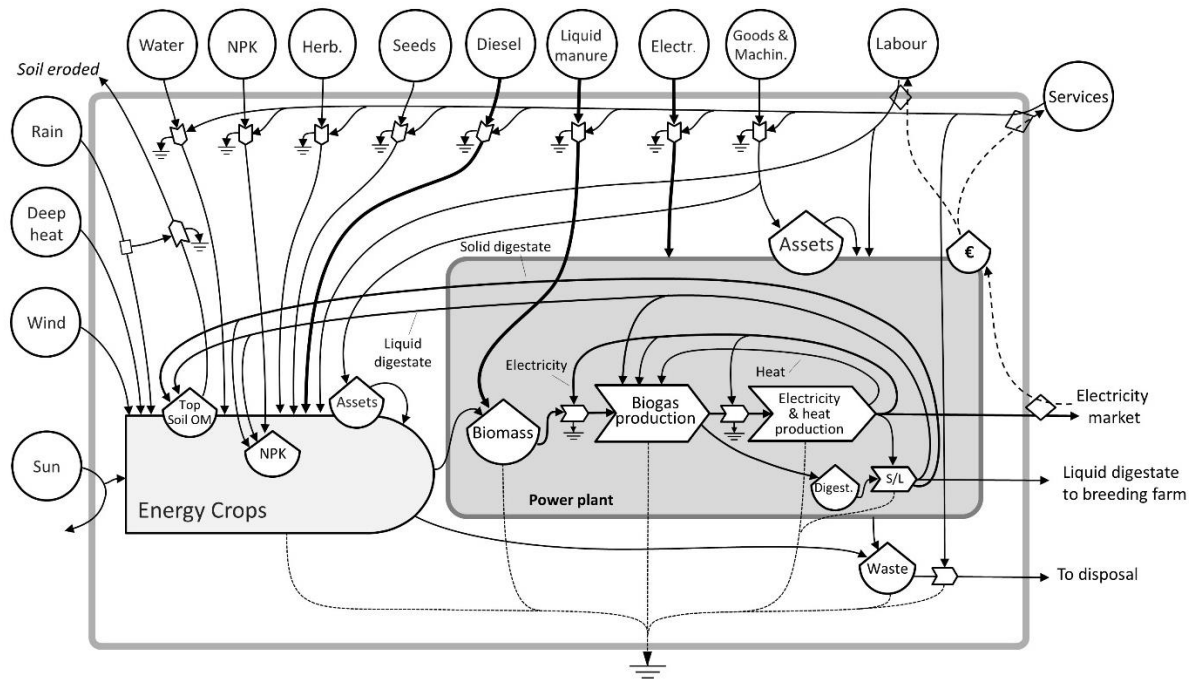 Water
NPK
Herb.
Seeds
Diesel
Liquid
manure
Electr.
Goods &
Machin.
Labour
Services
Soil eroded
Rain
Deep
heat
Wind
Sun
Assets
€
Solid digestate
Liquid
digestate
Electricity
Heat
Top
Soil OM
Assets
NPK
Energy Crops
Biomass
Biogas
production
Electricity
& heat
production
Digest.
S/L
Power plant
Waste
Electricity
market
Liquid digestate
to breeding farm
To disposal